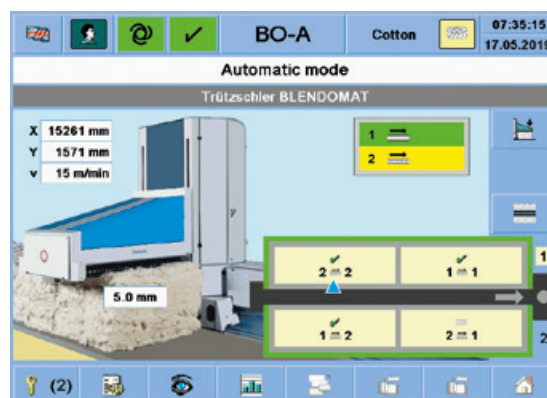 BO-A
Cotton
07:35:15
17.05.2019
Automatic mode
Trützschler BLENDOMAT
X 15261 mm
Y 1571 mm
v 15 m/min
1
2
2 2
1 1
5.0 mm
1 2
2 1
1
2
(2)